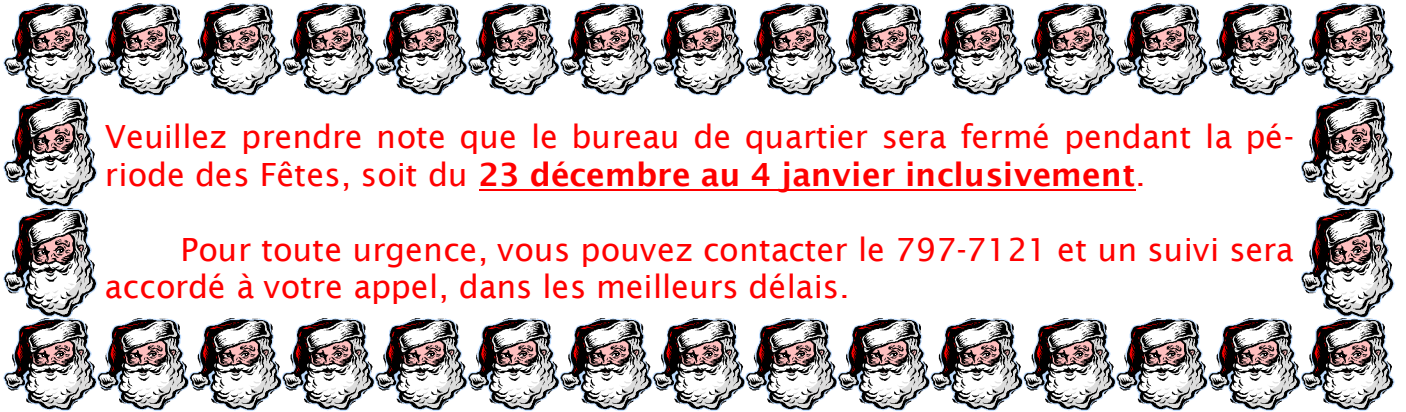 Veuillez prendre note que le bureau de quartier sera fermé pendant la pé-
riode des Fêtes, soit du 23 décembre au 4 janvier inclusivement.
Pour toute urgence, vous pouvez contacter le 797-7121 et un suivi sera
accordé à votre appel, dans les meilleurs délais.